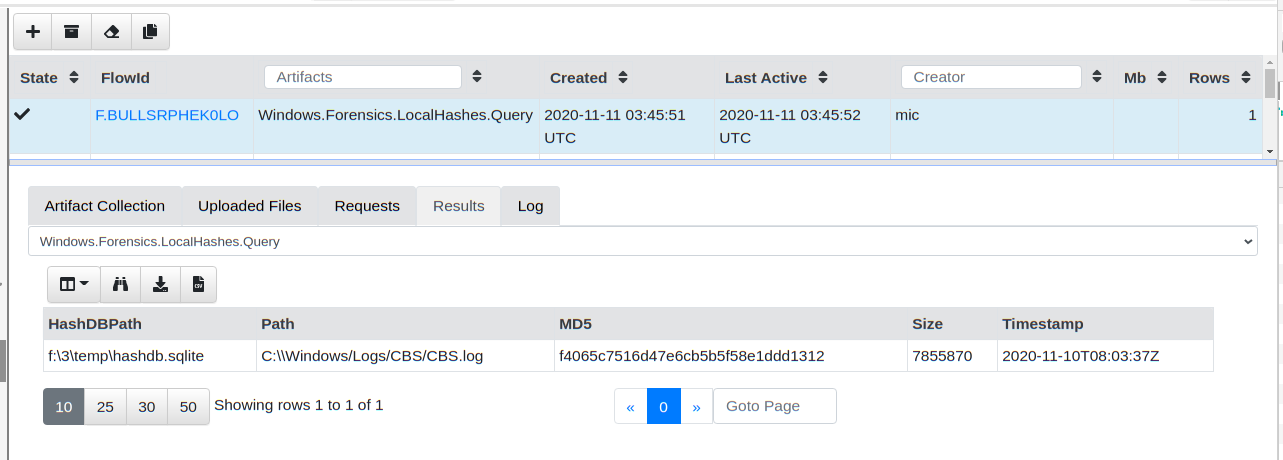 State FlowId Artifacts Created Last Active Creator Mb Rows
F.BULLSRPHEK0LO Windows.Forensics.LocalHashes.Query 2020-11-11 03:45:51 2020-11-11 03:45:52 mic 1
UTC UTC
Artifact Collection Uploaded Files Requests Results Log
Windows.Forensics.LocalHashes.Query
CSV
HashDBPath Path MD5 Size Timestamp
f:\3\temp\hashdb.sqlite C:\\Windows/Logs/CBS/CBS.log f4065c7516d47e6cb5b5f58e1ddd1312 7855870 2020-11-10T08:03:37Z
10 25 30 50 Showing rows 1 to 1 of 1 « 0 » Goto Page